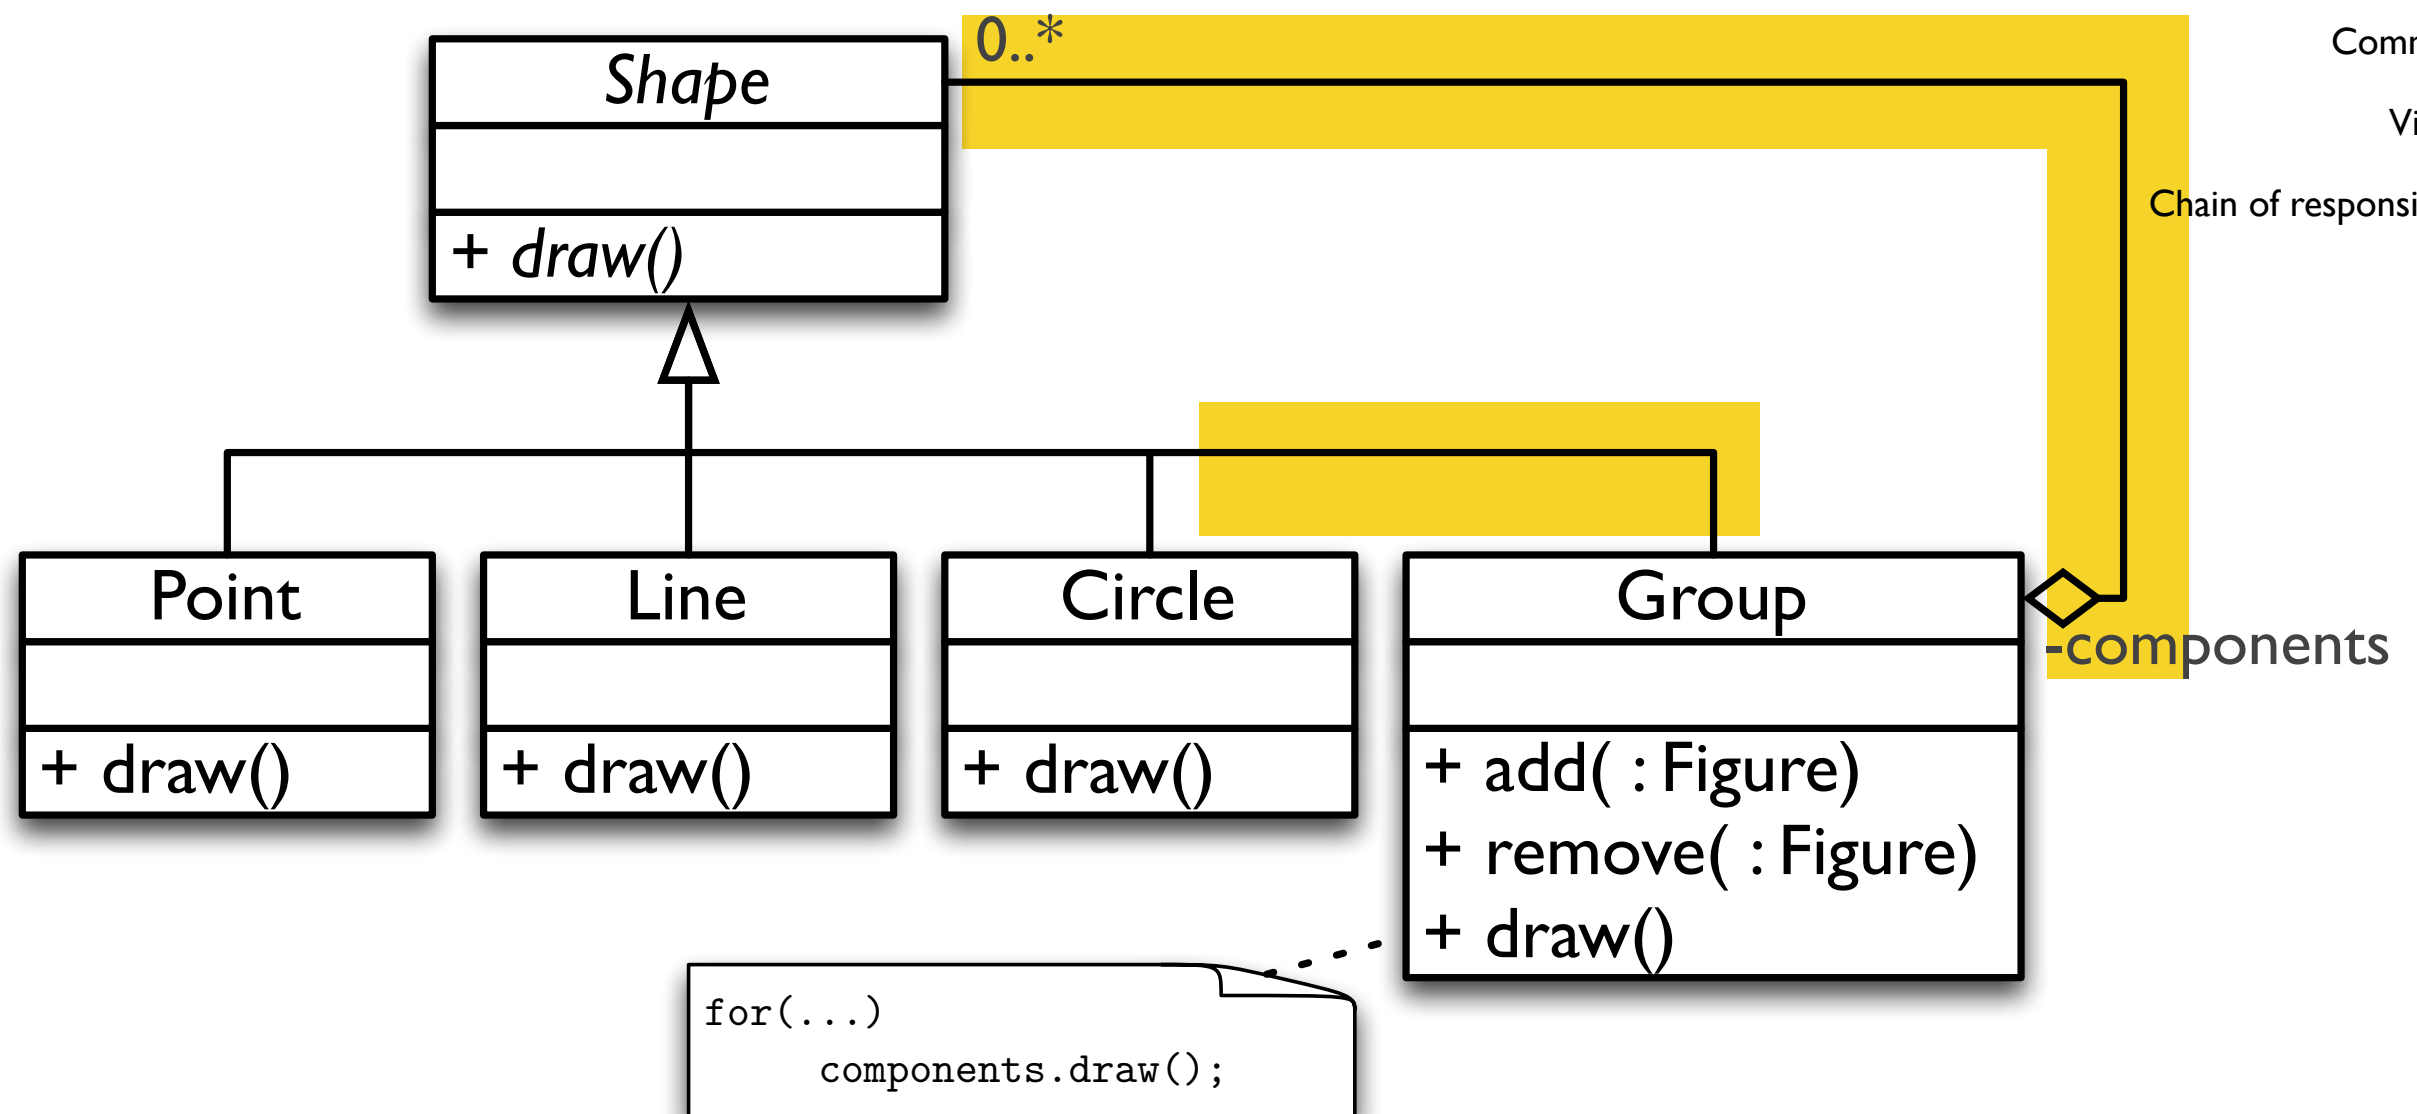 0..*
Shape
+ draw()
Chain of
Point
Line
Circle
Group
-components
+ draw()
+ draw()
+ draw()
+ add( : Figure)
+ remove( : Figure)
+ draw()
for(...)
components.draw();